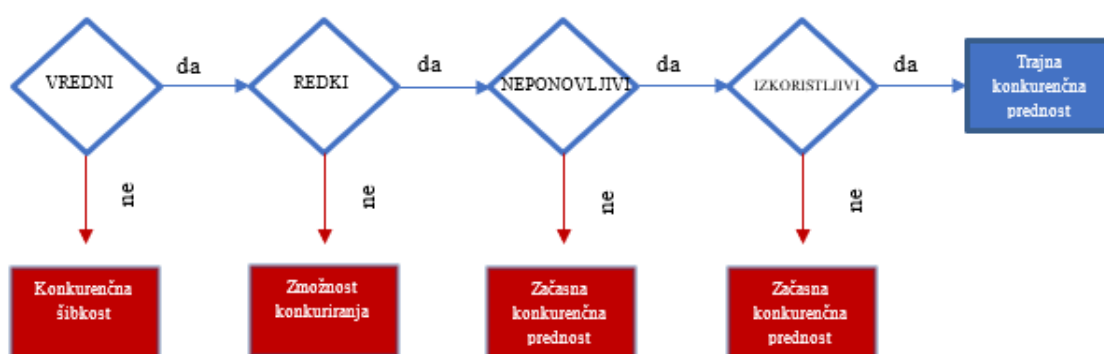 VREDNI
da
REDKI
da
NEPONOVLJIVI
da
IZKORISTLJIVI
da
Trajna
konkurenčna
prednost
ne
ne
ne
ne
Konkurenčna
šibkost
Zmožnost
konkuriranja
Začasna
konkurenčna
prednost
Začasna
konkurenčna
prednost